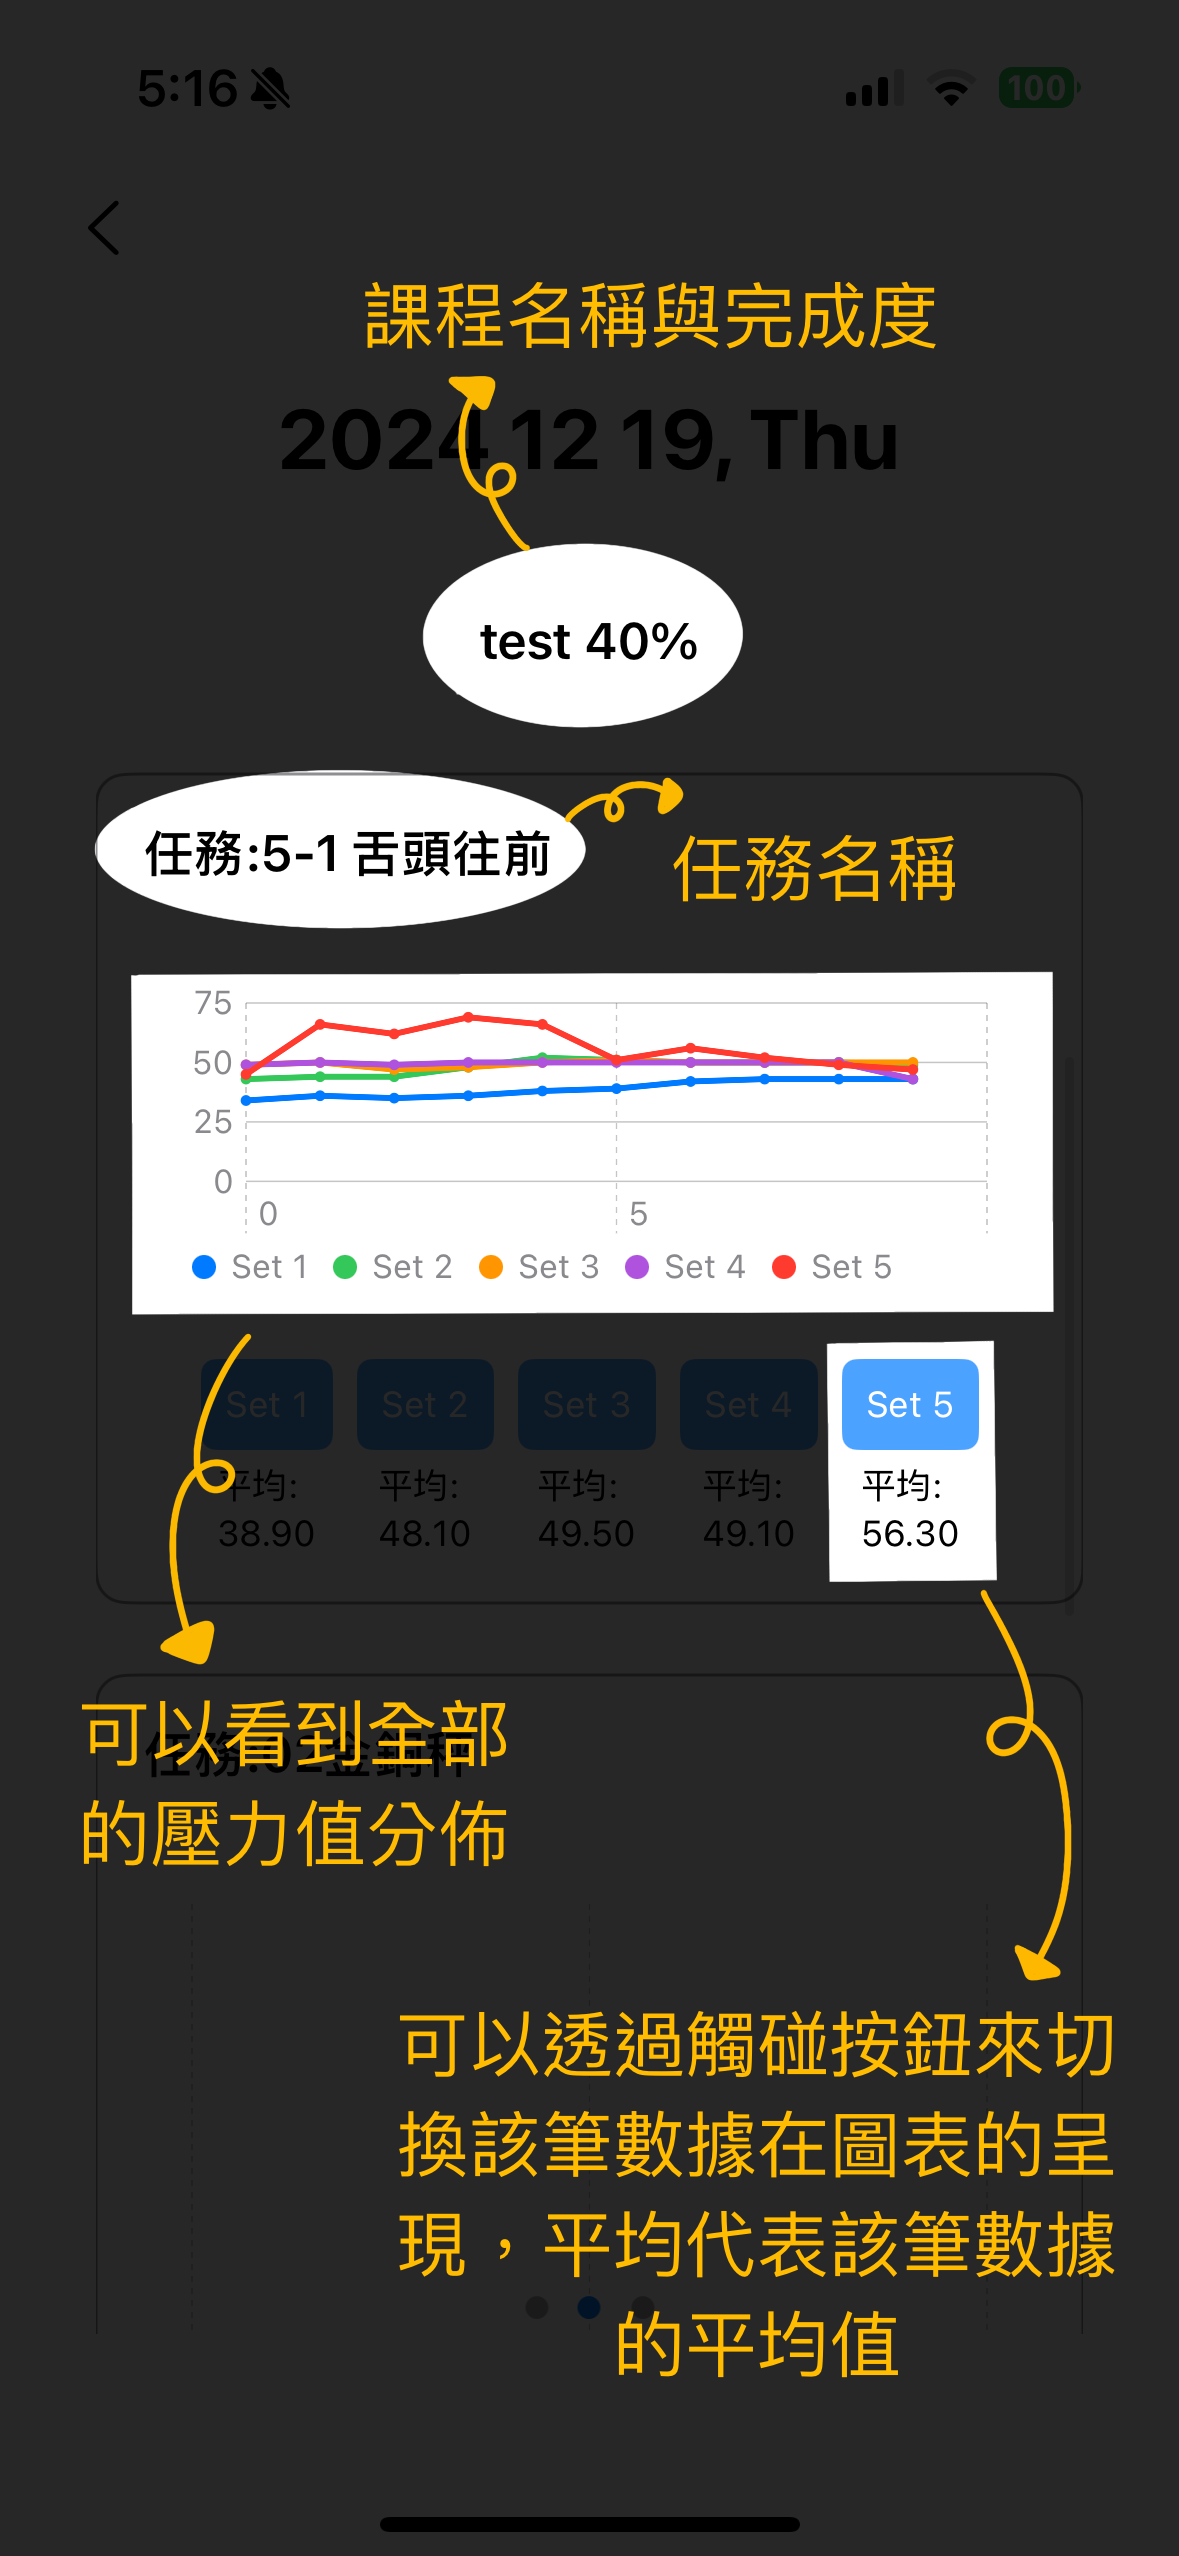 5:16
100
課程名稱與完成度
2024 12 19, Thu
test 40%
任務:5-1 舌頭往前
任務名稱
75
50
25
0
0 5
Set 1 Set 2 Set 3 Set 4 Set 5
Set 1 Set 2 Set 3 Set 4 Set 5
平均: 平均: 平均: 平均: 平均:
38.90 48.10 49.50 49.10 56.30
可以看到全部
的壓力值分佈
任務:02金銅秤
可以透過觸碰按鈕來切
換該筆數據在圖表的呈
現，平均代表該筆數據
的平均值